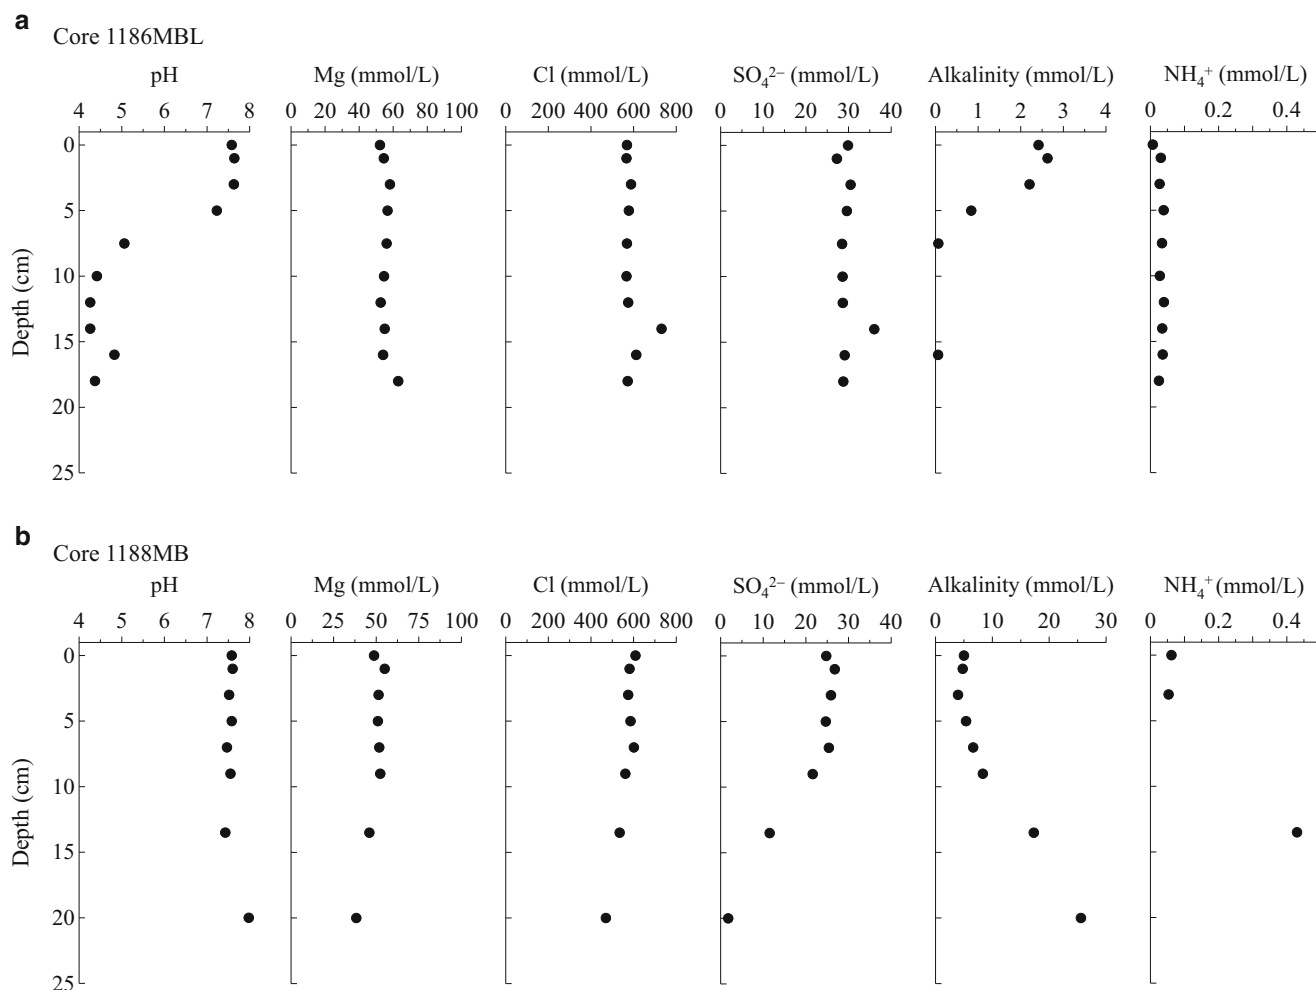 a
Core 1186MBL
pH Mg (mmol/L) Cl (mmol/L) SO₄²⁻ (mmol/L) Alkalinity (mmol/L) NH₄⁺ (mmol/L)
4 5 6 7 8 0 20 40 60 80 100 0 200 400 600 800 0 10 20 30 40 0 1 2 3 4 0 0.2 0.4
0
5
10
15
20
25
Depth (cm)
b
Core 1188MB
pH Mg (mmol/L) Cl (mmol/L) SO₄²⁻ (mmol/L) Alkalinity (mmol/L) NH₄⁺ (mmol/L)
4 5 6 7 8 0 25 50 75 100 0 200 400 600 800 0 10 20 30 40 0 10 20 30 0 0.2 0.4
0
5
10
15
20
25
Depth (cm)